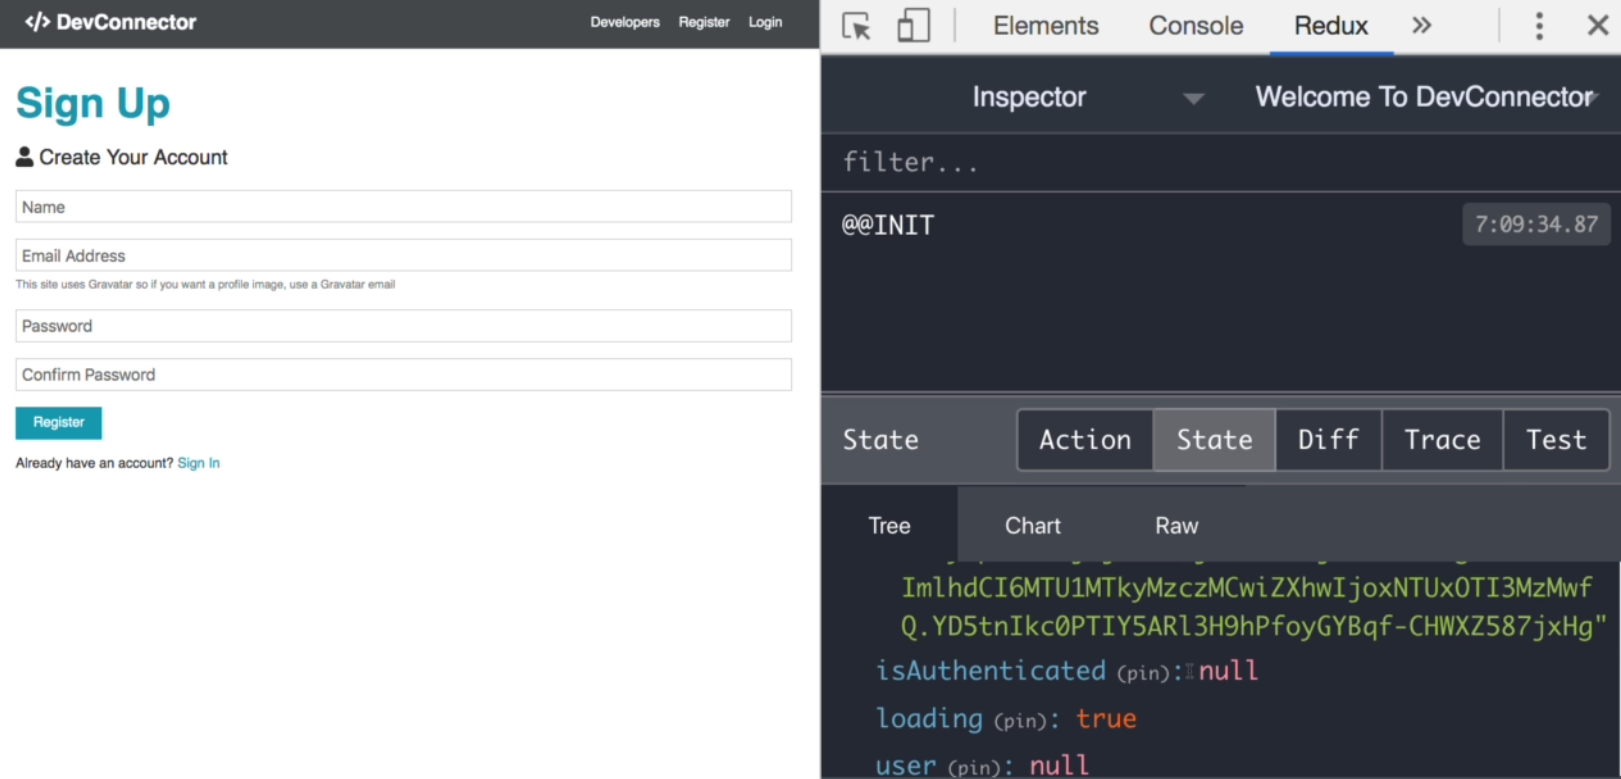 </> DevConnector
Developers Register Login
Sign Up
Create Your Account
Name
Email Address
This site uses Gravatar so if you want a profile image, use a Gravatar email
Password
Confirm Password
Register
Already have an account? Sign In
Elements Console Redux »
Inspector Welcome To DevConnector
filter...
@@INIT 7:09:34.87
State Action State Diff Trace Test
Tree Chart Raw
ImlhdCI6MTU1MTkyMzczMCwiZXhwIjoxNTUxOTI3MzMwf
Q.YD5tnIkc0PTIY5ARl3H9hPfoyGYBqf-CHWXZ587jxHg"
isAuthenticated (pin): null
loading (pin): true
user (pin): null